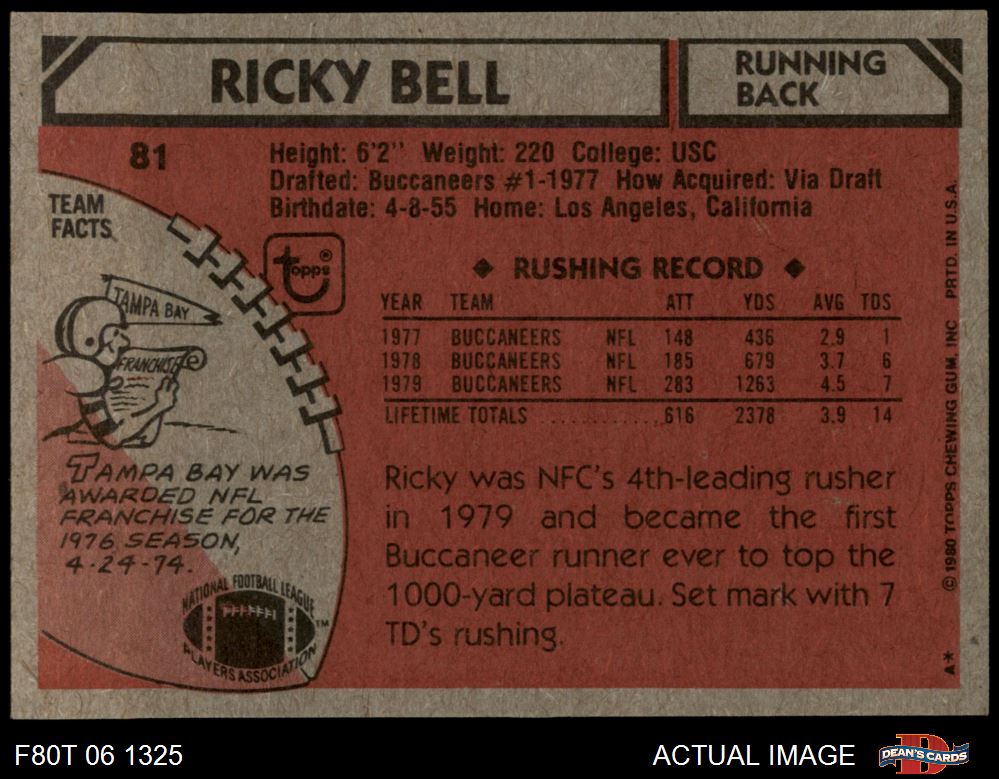 RICKY BELL
RUNNING
BACK
81
Height: 6'2" Weight: 220 College: USC
Drafted: Buccaneers #1-1977 How Acquired: Via Draft
Birthdate: 4-8-55 Home: Los Angeles, California
TEAM
FACTS
topps®
TAMPA BAY
FRANCHISE
TAMPA BAY WAS
AWARDED NFL
FRANCHISE FOR THE
1976 SEASON,
4-24-74.
NATIONAL FOOTBALL LEAGUE
PLAYERS ASSOCIATION
TM
◆ RUSHING RECORD ◆
YEAR TEAM ATT YDS AVG TDS
1977 BUCCANEERS NFL 148 436 2.9 1
1978 BUCCANEERS NFL 185 679 3.7 6
1979 BUCCANEERS NFL 283 1263 4.5 7
LIFETIME TOTALS ............ 616 2378 3.9 14
Ricky was NFC's 4th-leading rusher
in 1979 and became the first
Buccaneer runner ever to top the
1000-yard plateau. Set mark with 7
TD's rushing.
A* © 1980 TOPPS CHEWING GUM, INC PRTD. IN U.S.A.
F80T 06 1325
ACTUAL IMAGE
DEAN'S CARDS